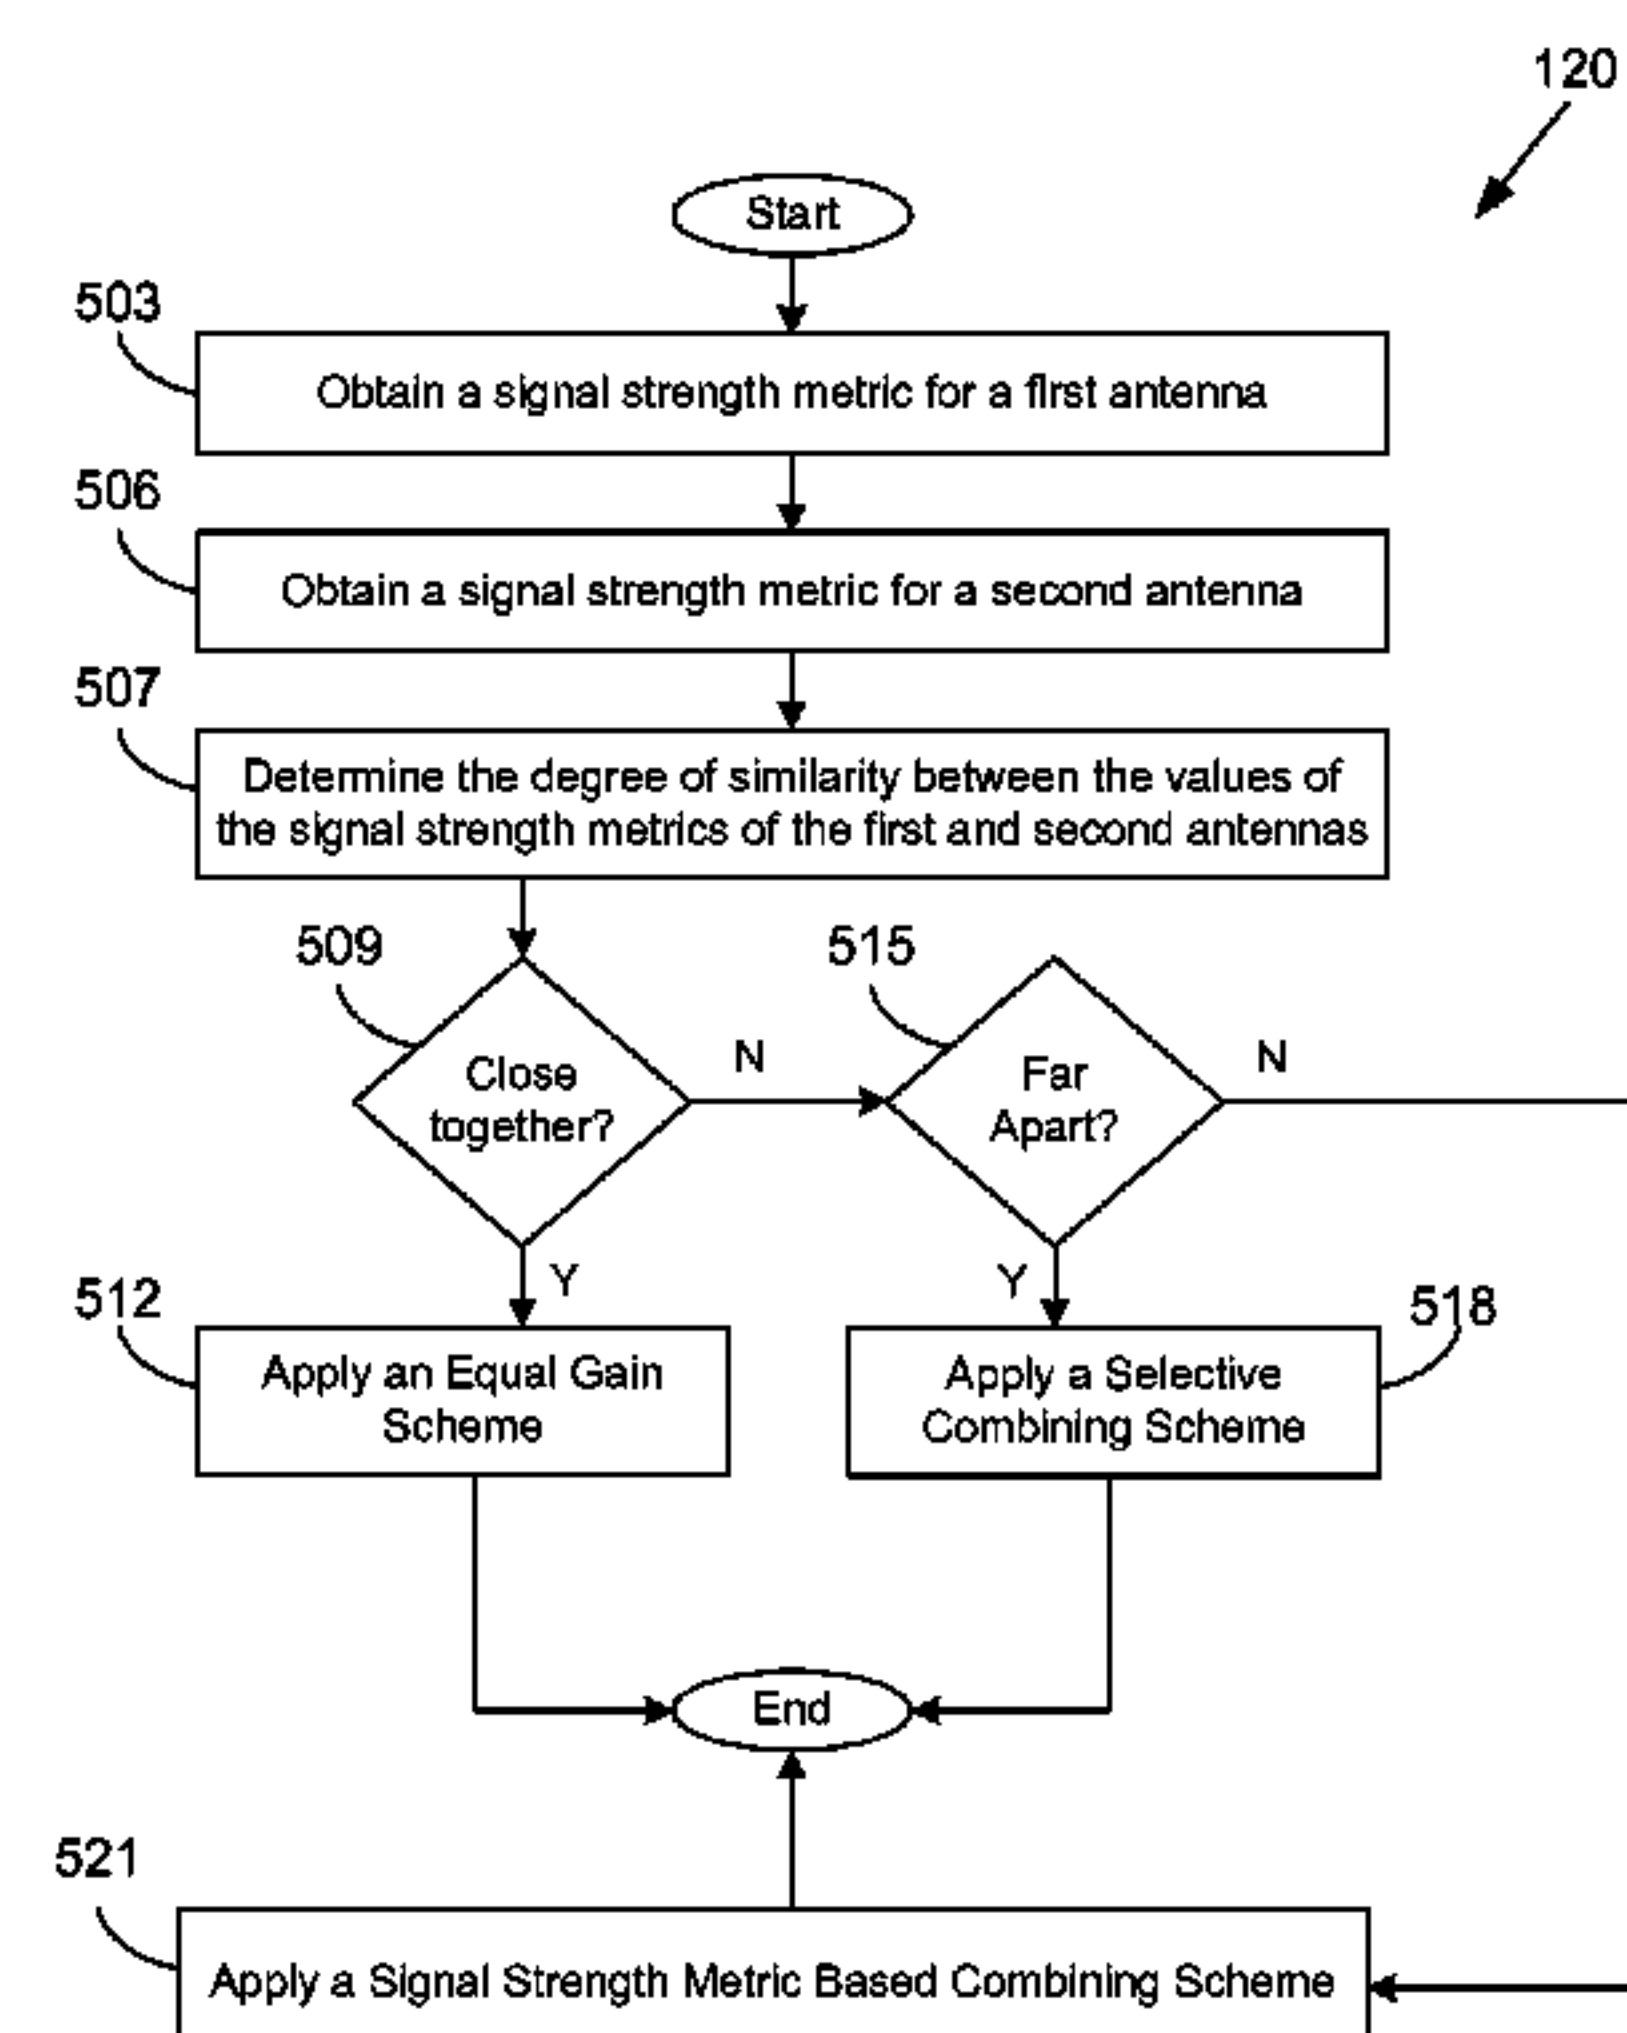 120
Start
503
Obtain a signal strength metric for a first antenna
506
Obtain a signal strength metric for a second antenna
507
Determine the degree of similarity between the values of
the signal strength metrics of the first and second antennas
509
515
Close
together?
N
Far
Apart?
N
Y
Y
512
518
Apply an Equal Gain
Scheme
Apply a Selective
Combining Scheme
End
521
Apply a Signal Strength Metric Based Combining Scheme